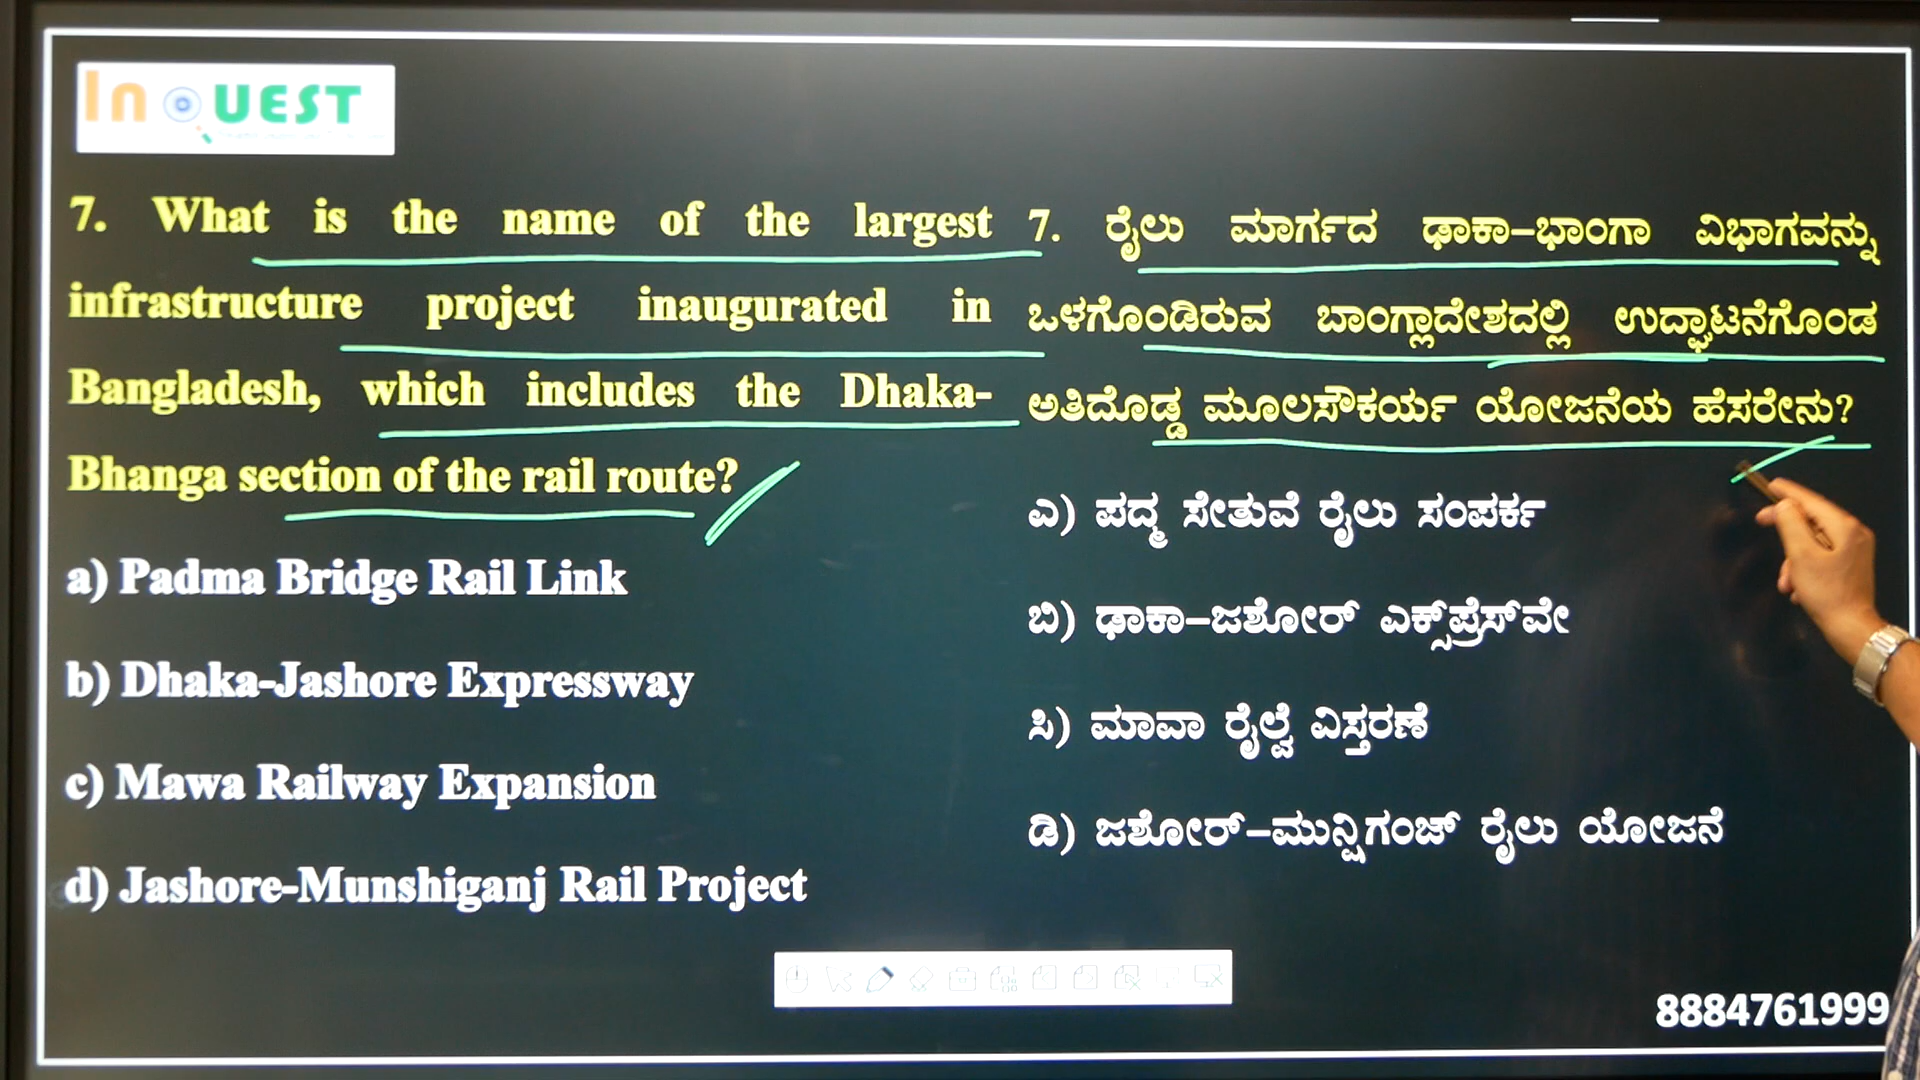 In QUEST
7. What is the name of the largest
infrastructure project inaugurated in
Bangladesh, which includes the Dhaka-
Bhanga section of the rail route?
a) Padma Bridge Rail Link
b) Dhaka-Jashore Expressway
c) Mawa Railway Expansion
d) Jashore-Munshiganj Rail Project
7. ರೈಲು ಮಾರ್ಗದ ಢಾಕಾ–ಭಾಂಗಾ ವಿಭಾಗವನ್ನು
ಒಳಗೊಂಡಿರುವ ಬಾಂಗ್ಲಾದೇಶದಲ್ಲಿ ಉದ್ಘಾಟನೆಗೊಂಡ
ಅತಿದೊಡ್ಡ ಮೂಲಸೌಕರ್ಯ ಯೋಜನೆಯ ಹೆಸರೇನು?
ಎ) ಪದ್ಮ ಸೇತುವೆ ರೈಲು ಸಂಪರ್ಕ
ಬಿ) ಢಾಕಾ–ಜಶೋರ್ ಎಕ್ಸ್‌ಪ್ರೆಸ್‌ವೇ
ಸಿ) ಮಾವಾ ರೈಲ್ವೆ ವಿಸ್ತರಣೆ
ಡಿ) ಜಶೋರ್–ಮುನ್ಷಿಗಂಜ್ ರೈಲು ಯೋಜನೆ
8884761999